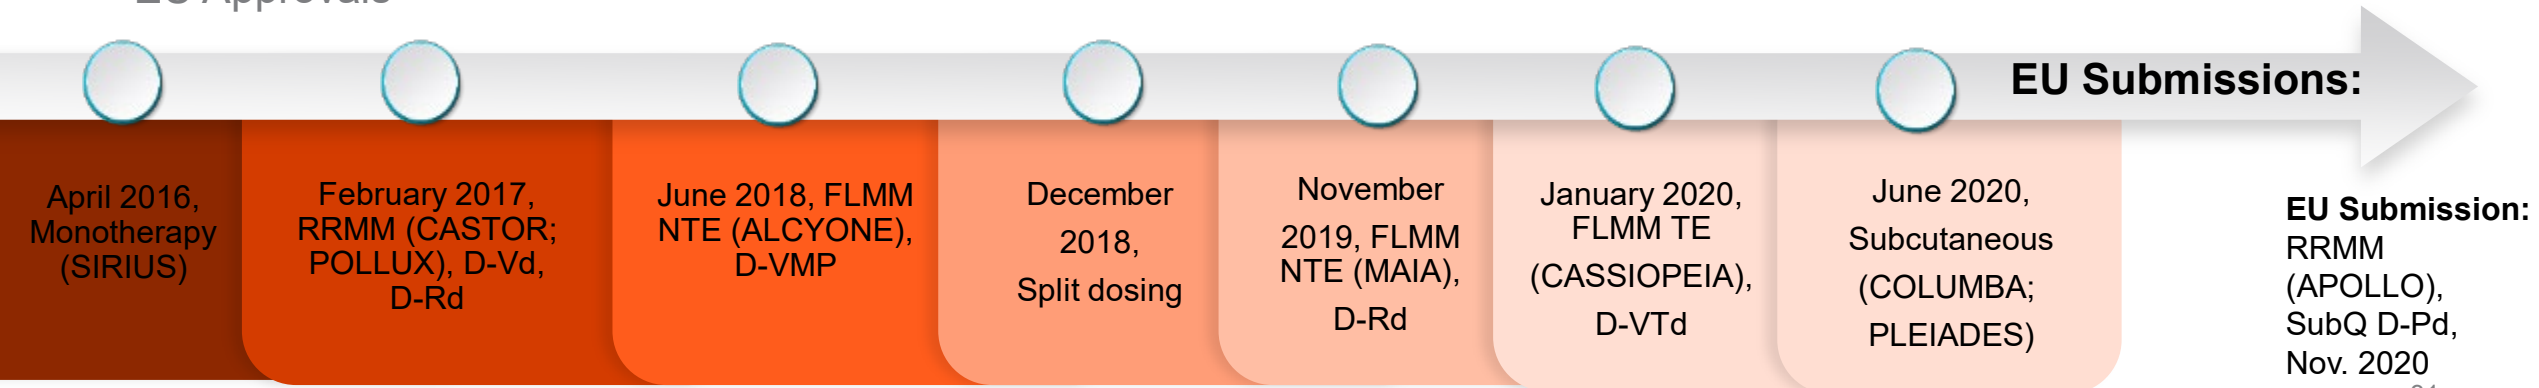 EU Approvals
EU Submissions:
April 2016,
Monotherapy
(SIRIUS)
February 2017,
RRMM (CASTOR;
POLLUX), D-Vd,
D-Rd
June 2018, FLMM
NTE (ALCYONE),
D-VMP
December
2018,
Split dosing
November
2019, FLMM
NTE (MAIA),
D-Rd
January 2020,
FLMM TE
(CASSIOPEIA),
D-VTd
June 2020,
Subcutaneous
(COLUMBA;
PLEIADES)
EU Submission:
RRMM
(APOLLO),
SubQ D-Pd,
Nov. 2020